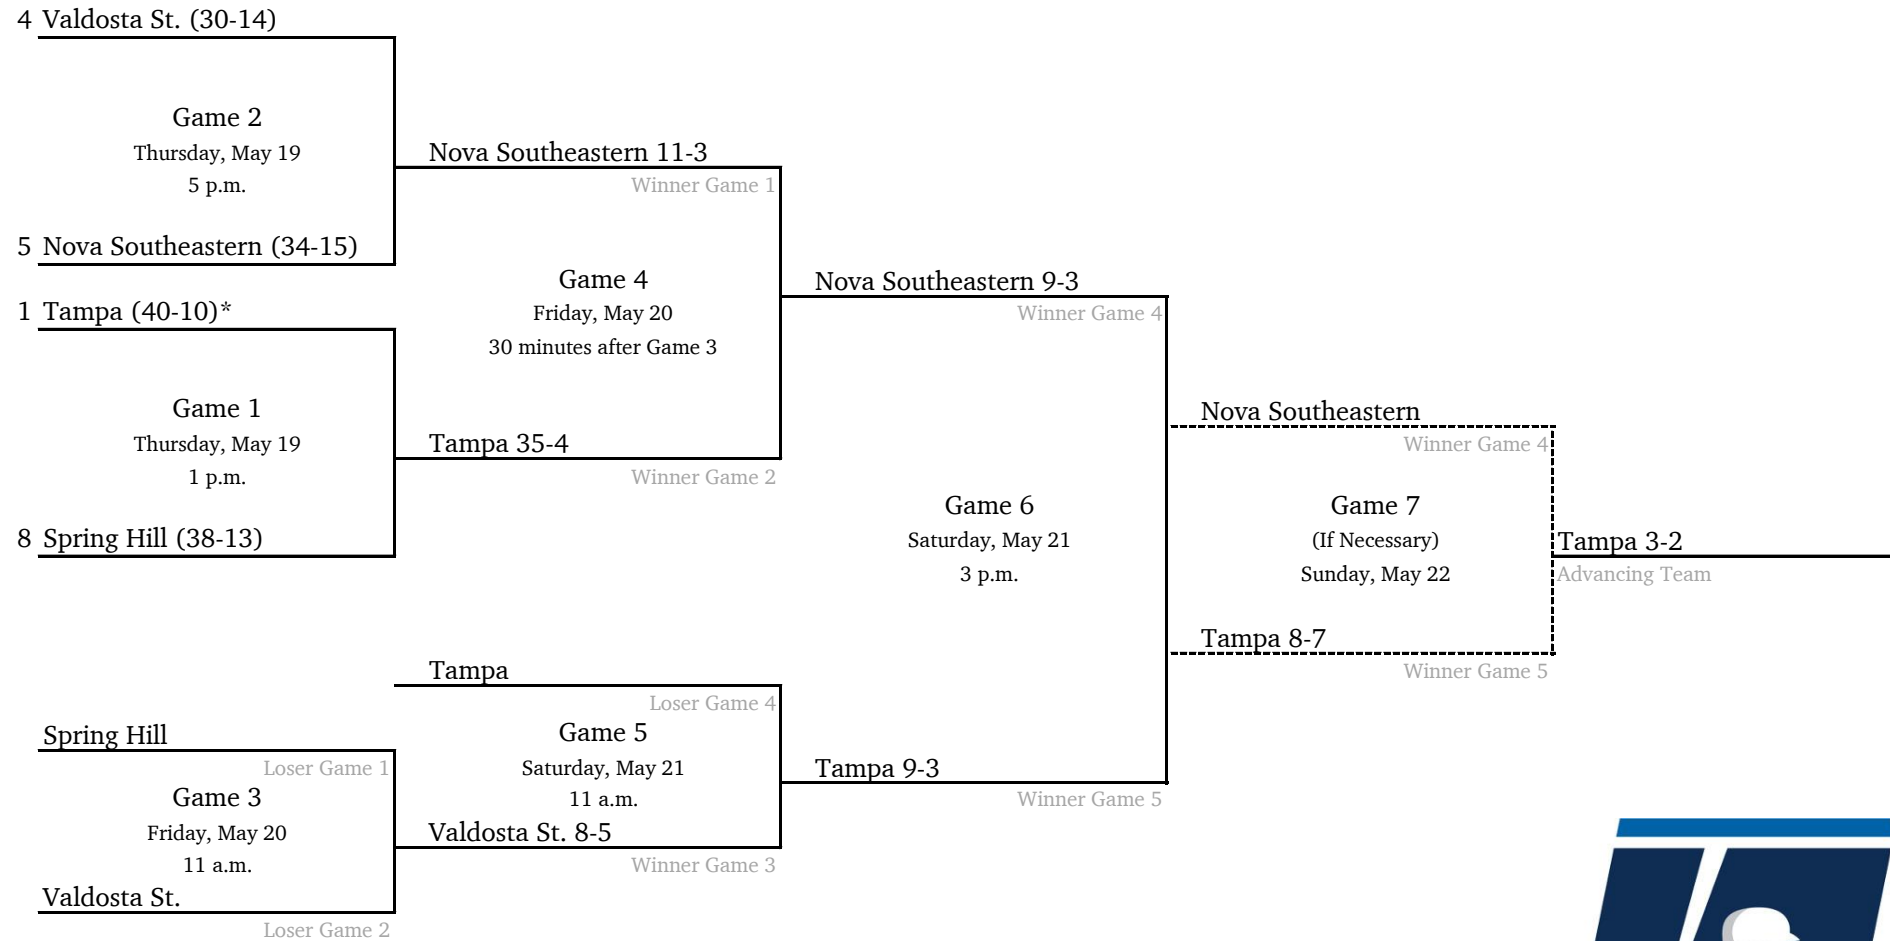 4 Valdosta St. (30-14)
Game 2
Thursday, May 19
5 p.m.
5 Nova Southeastern (34-15)
1 Tampa (40-10)*
Game 1
Thursday, May 19
1 p.m.
8 Spring Hill (38-13)
Spring Hill
Loser Game 1
Game 3
Friday, May 20
11 a.m.
Valdosta St.
Loser Game 2
Nova Southeastern 11-3
Winner Game 1
Game 4
Friday, May 20
30 minutes after Game 3
Tampa 35-4
Winner Game 2
Tampa
Loser Game 4
Game 5
Saturday, May 21
11 a.m.
Valdosta St. 8-5
Winner Game 3
Nova Southeastern 9-3
Winner Game 4
Game 6
Saturday, May 21
3 p.m.
Tampa 9-3
Winner Game 5
Nova Southeastern
Winner Game 4
Game 7
(If Necessary)
Sunday, May 22
Tampa 8-7
Winner Game 5
Tampa 3-2
Advancing Team